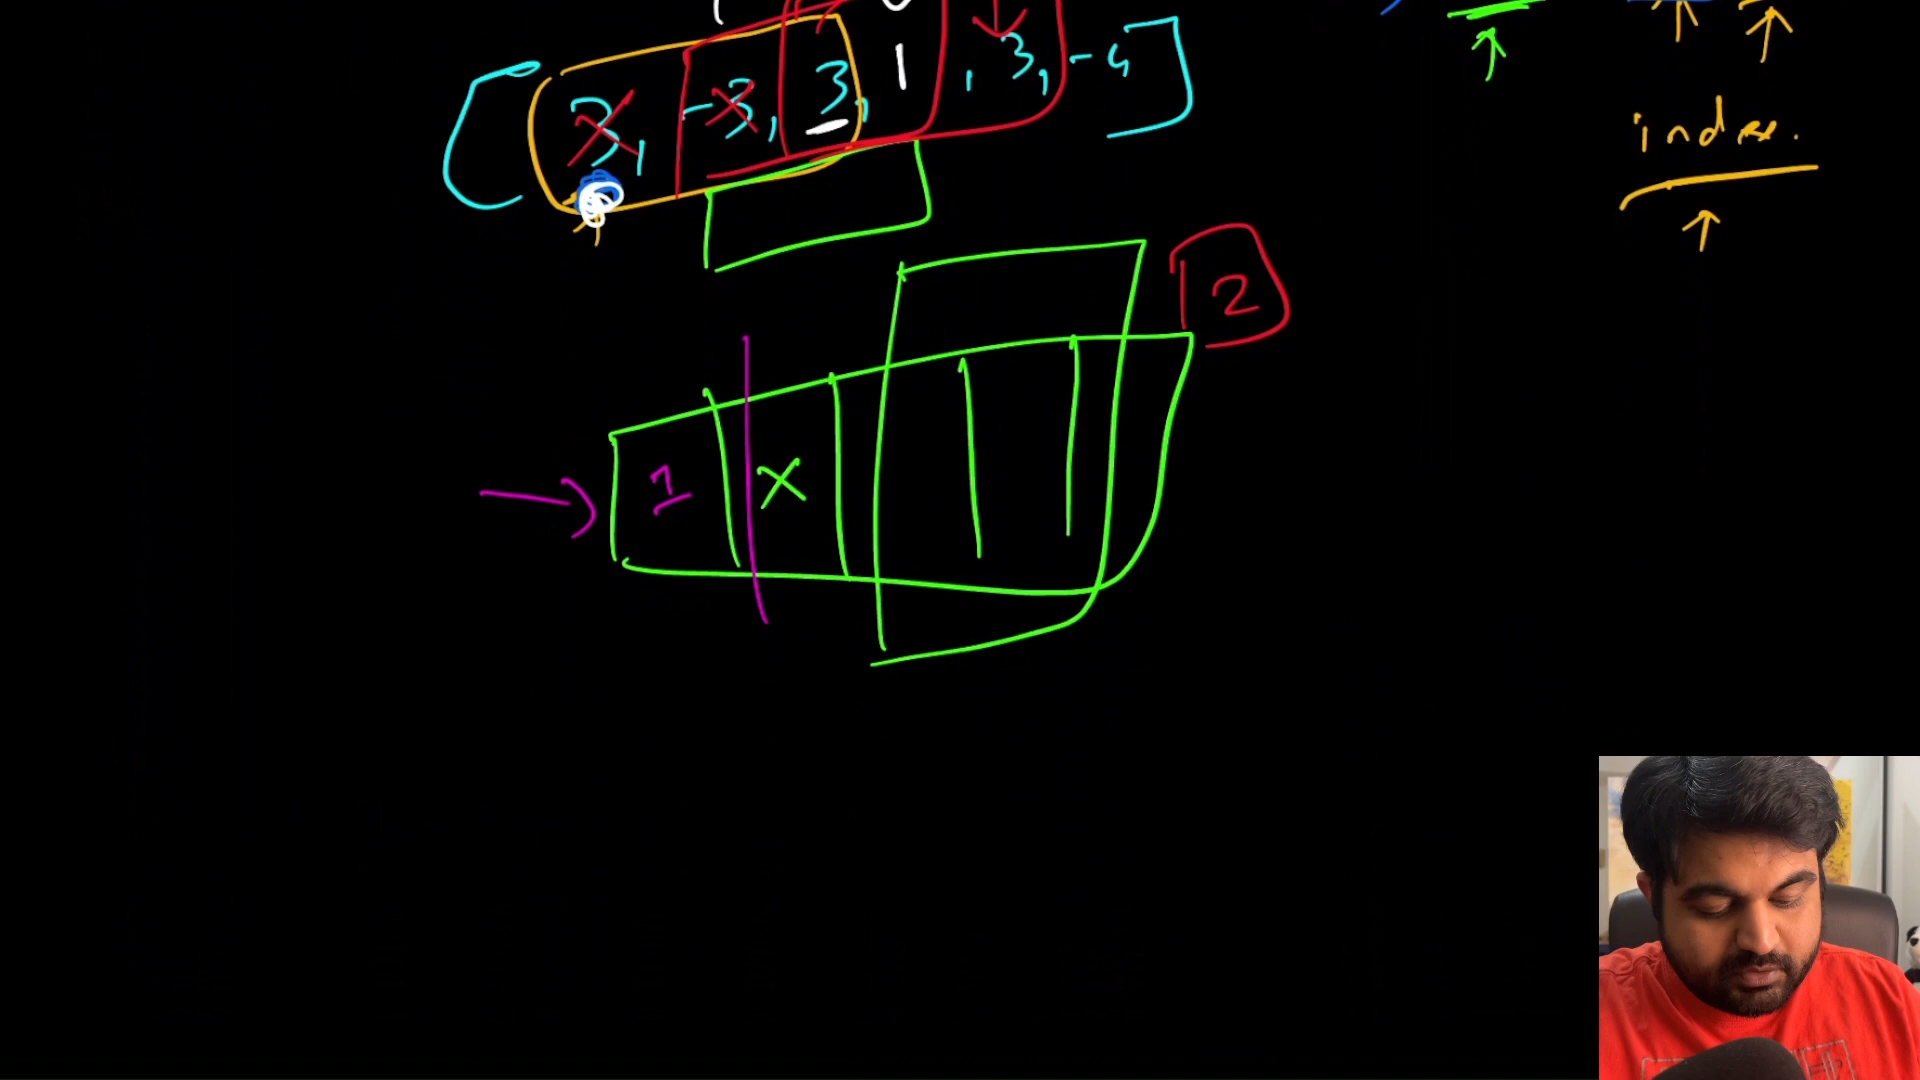 [3, -3, 3, 1, 3, -4]
index.
2
1 X